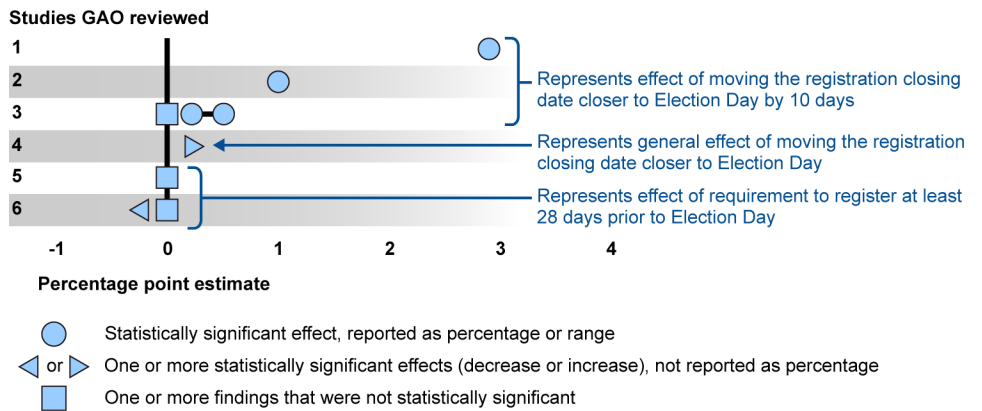 Studies GAO reviewed
1
2
3
4
5
6
Represents effect of moving the registration closing
date closer to Election Day by 10 days
Represents general effect of moving the registration
closing date closer to Election Day
Represents effect of requirement to register at least
28 days prior to Election Day
-1 0 1 2 3 4
Percentage point estimate
Statistically significant effect, reported as percentage or range
or One or more statistically significant effects (decrease or increase), not reported as percentage
One or more findings that were not statistically significant